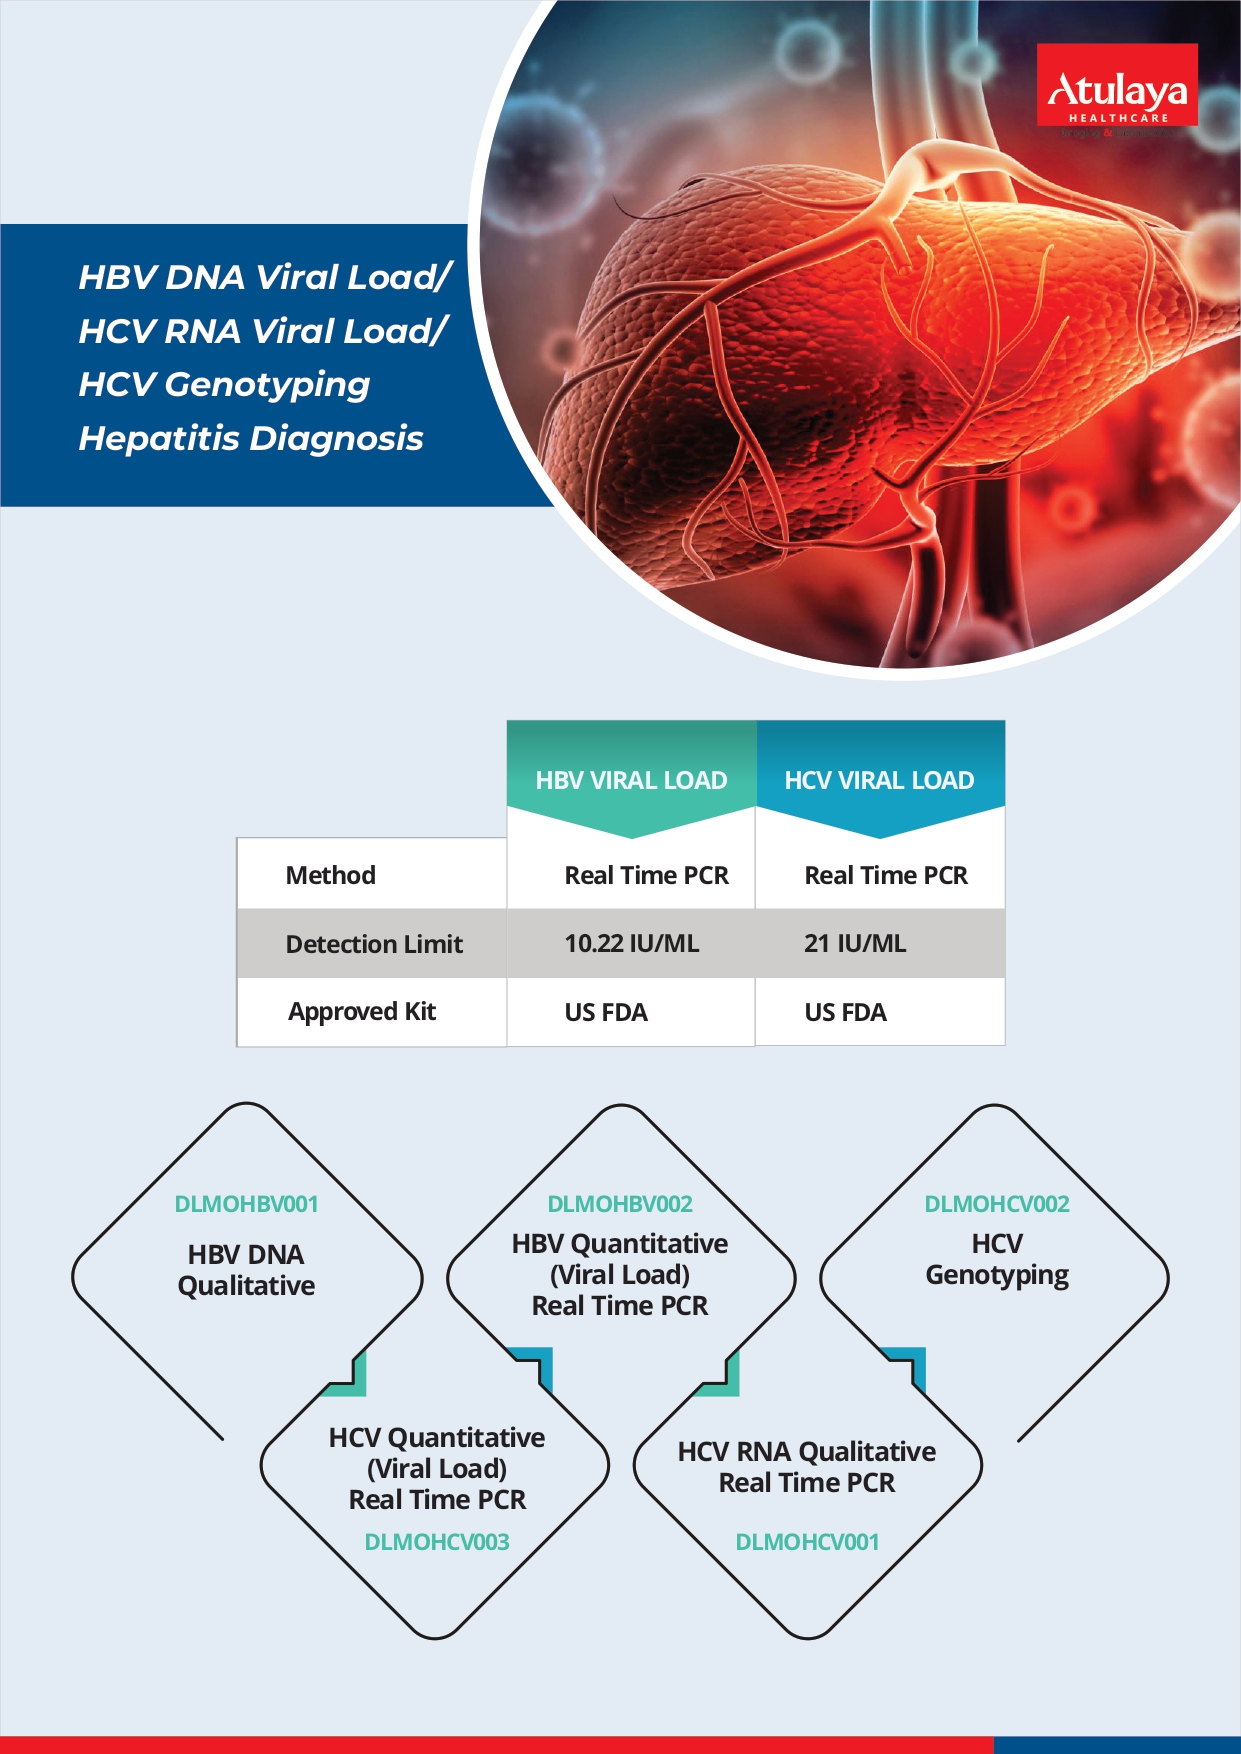 Atulaya
HEALTHCARE
HBV DNA Viral Load/
HCV RNA Viral Load/
HCV Genotyping
Hepatitis Diagnosis
HBV VIRAL LOAD
HCV VIRAL LOAD
Method
Real Time PCR
Real Time PCR
Detection Limit
10.22 IU/ML
21 IU/ML
Approved Kit
US FDA
US FDA
DLMOHBV001
HBV DNA
Qualitative
DLMOHBV002
HBV Quantitative
(Viral Load)
Real Time PCR
DLMOHCV002
HCV
Genotyping
HCV Quantitative
(Viral Load)
Real Time PCR
DLMOHCV003
HCV RNA Qualitative
Real Time PCR
DLMOHCV001